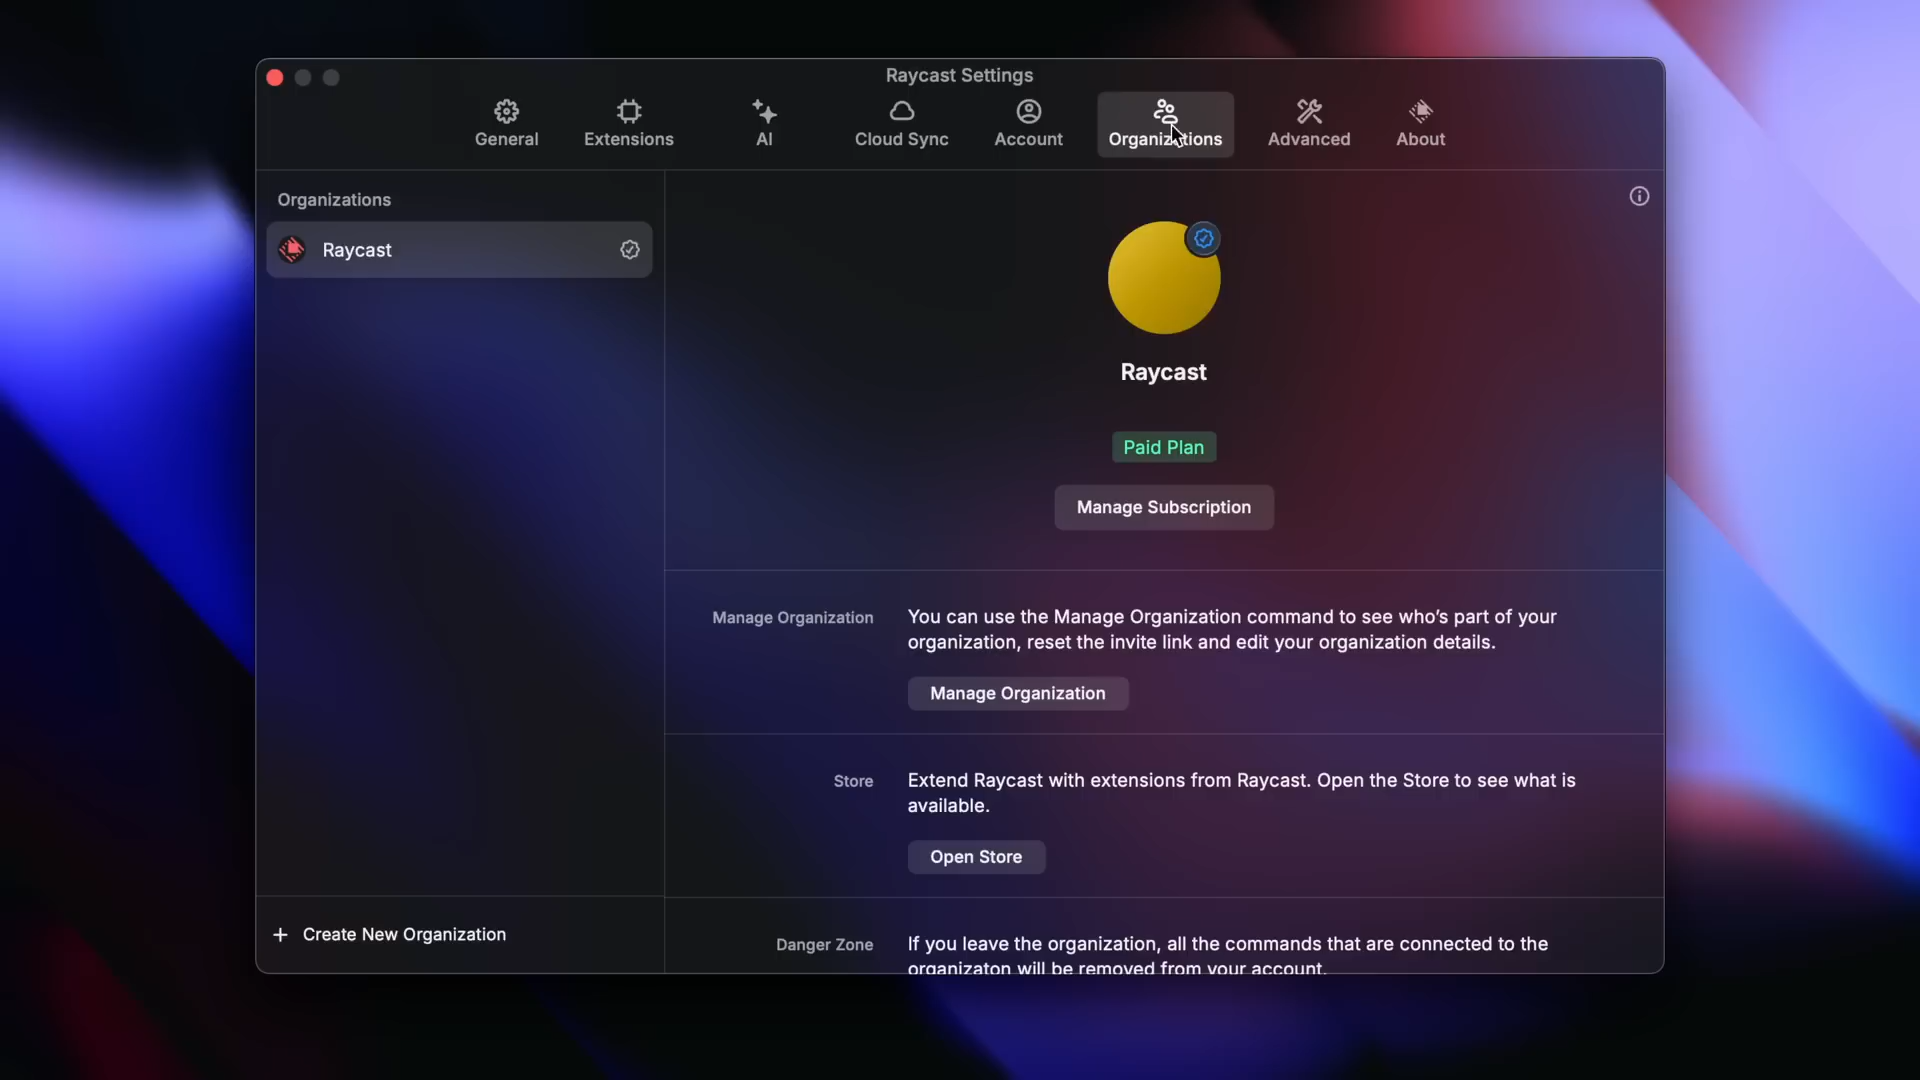 Raycast Settings
General
Extensions
AI
Cloud Sync
Account
Organizations
Advanced
About
Organizations
Raycast
Raycast
Paid Plan
Manage Subscription
Manage Organization
You can use the Manage Organization command to see who's part of your
organization, reset the invite link and edit your organization details.
Manage Organization
Store
Extend Raycast with extensions from Raycast. Open the Store to see what is
available.
Open Store
Danger Zone
If you leave the organization, all the commands that are connected to the
organizaton will be removed from your account.
+ Create New Organization